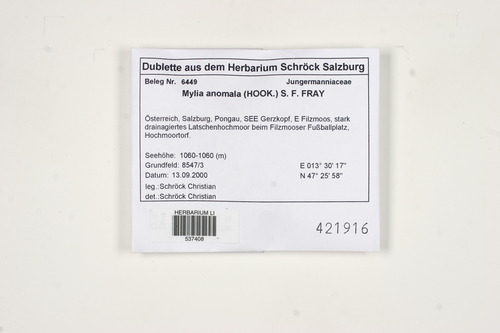 Dublette aus dem Herbarium Schröck Salzburg
Beleg Nr. 6449 Jungermanniaceae
Mylia anomala (HOOK.) S. F. FRAY
Österreich, Salzburg, Pongau, SEE Gerzkopf, E Filzmoos, stark
drainagiertes Latschenhochmoor beim Filzmooser Fußballplatz,
Hochmoortorf.
Seehöhe: 1060-1060 (m)
Grundfeld: 8547/3 E 013° 30' 17"
Datum: 13.09.2000 N 47° 25' 58"
leg.:Schröck Christian
det.:Schröck Christian
HERBARIUM LI
537408
421916